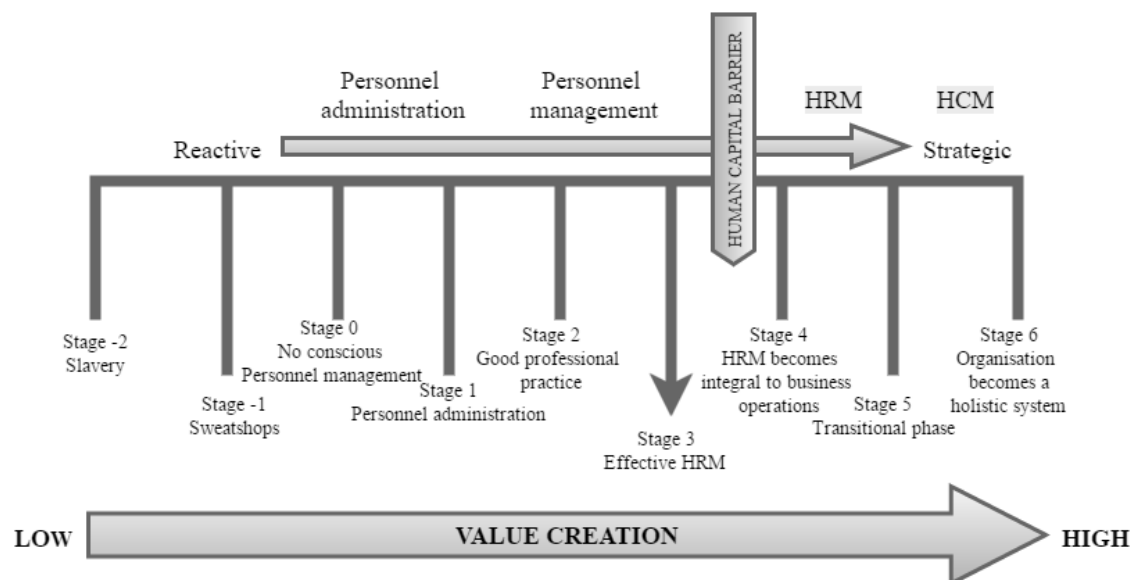 Personnel
administration
Personnel
management
HUMAN CAPITAL BARRIER
HRM
HCM
Reactive
Strategic
Stage -2
Slavery
Stage -1
Sweatshops
Stage 0
No conscious
Personnel management
Stage 1
Personnel administration
Stage 2
Good professional
practice
Stage 3
Effective HRM
Stage 4
HRM becomes
integral to business
operations
Stage 5
Transitional phase
Stage 6
Organisation
becomes a
holistic system
LOW
VALUE CREATION
HIGH